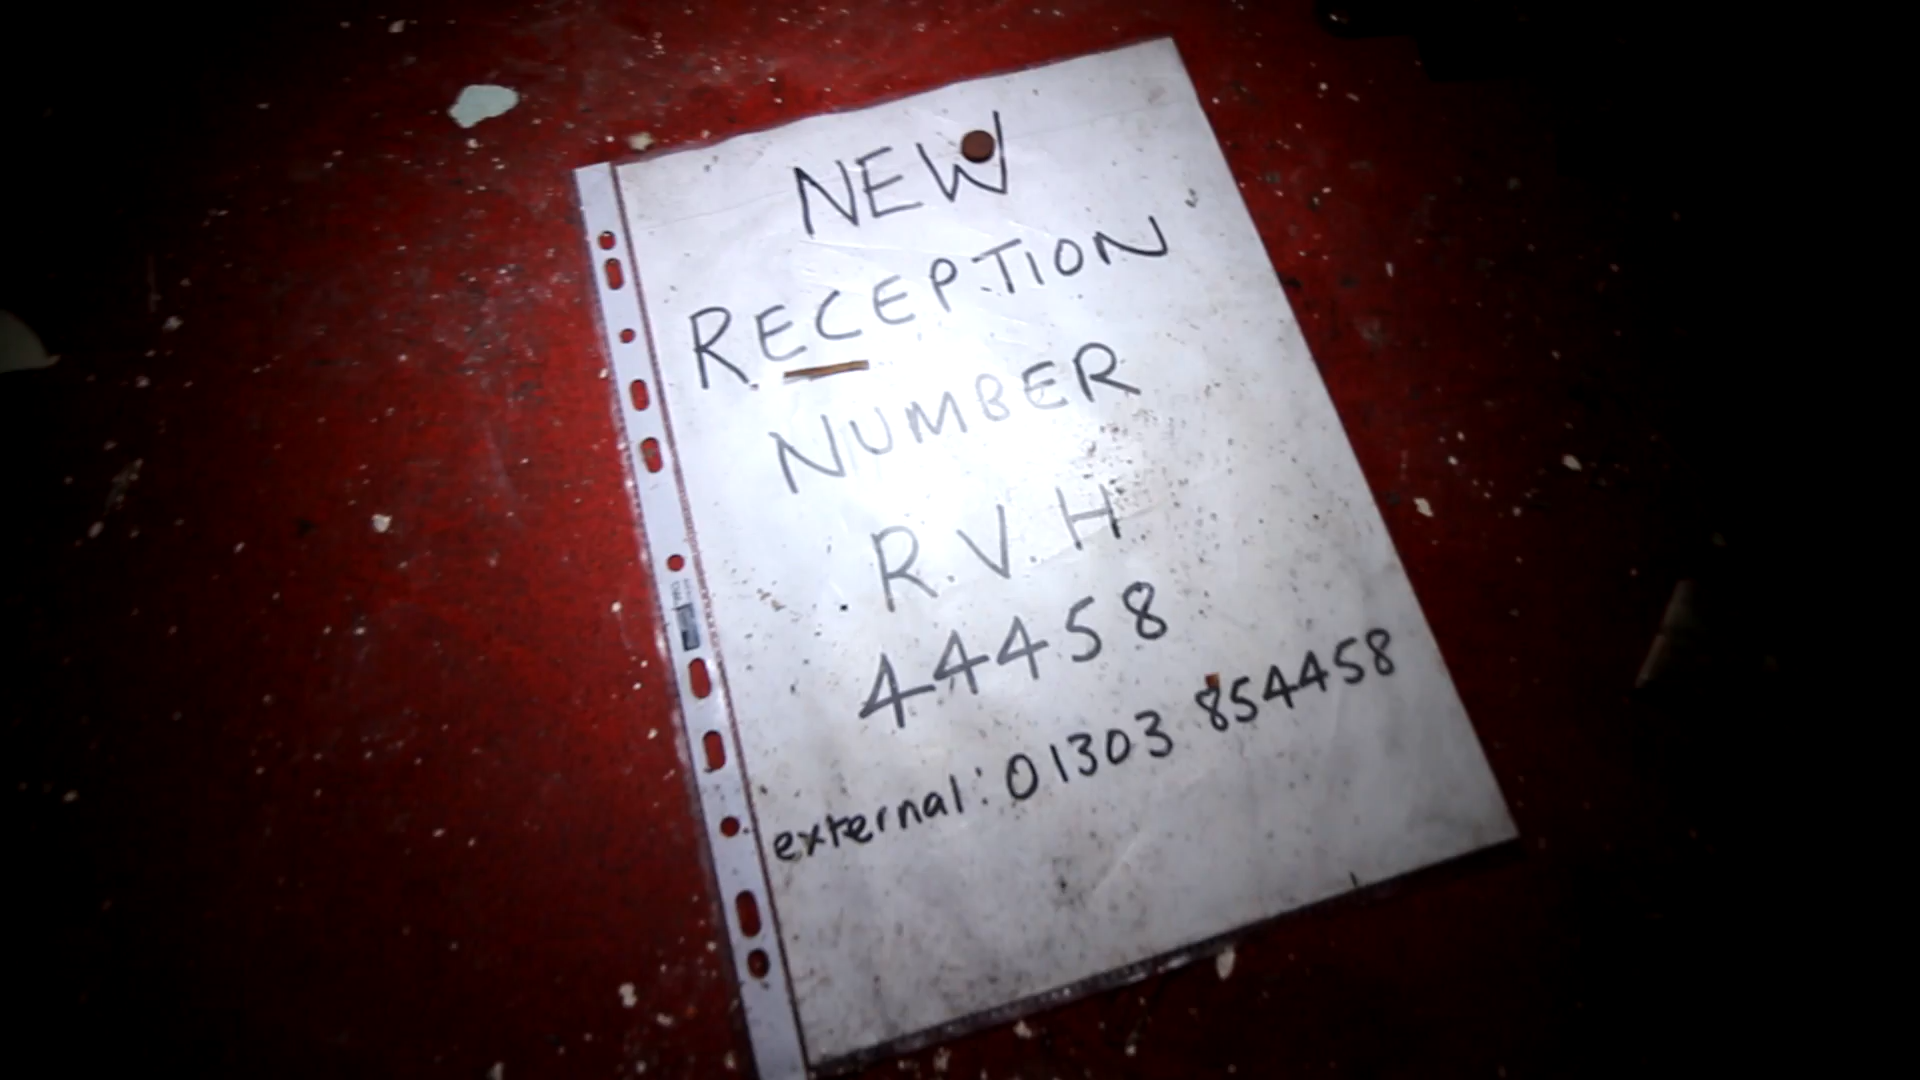 NEW
RECEPTION
NUMBER
R.V.H
44458
external: 01303 854458